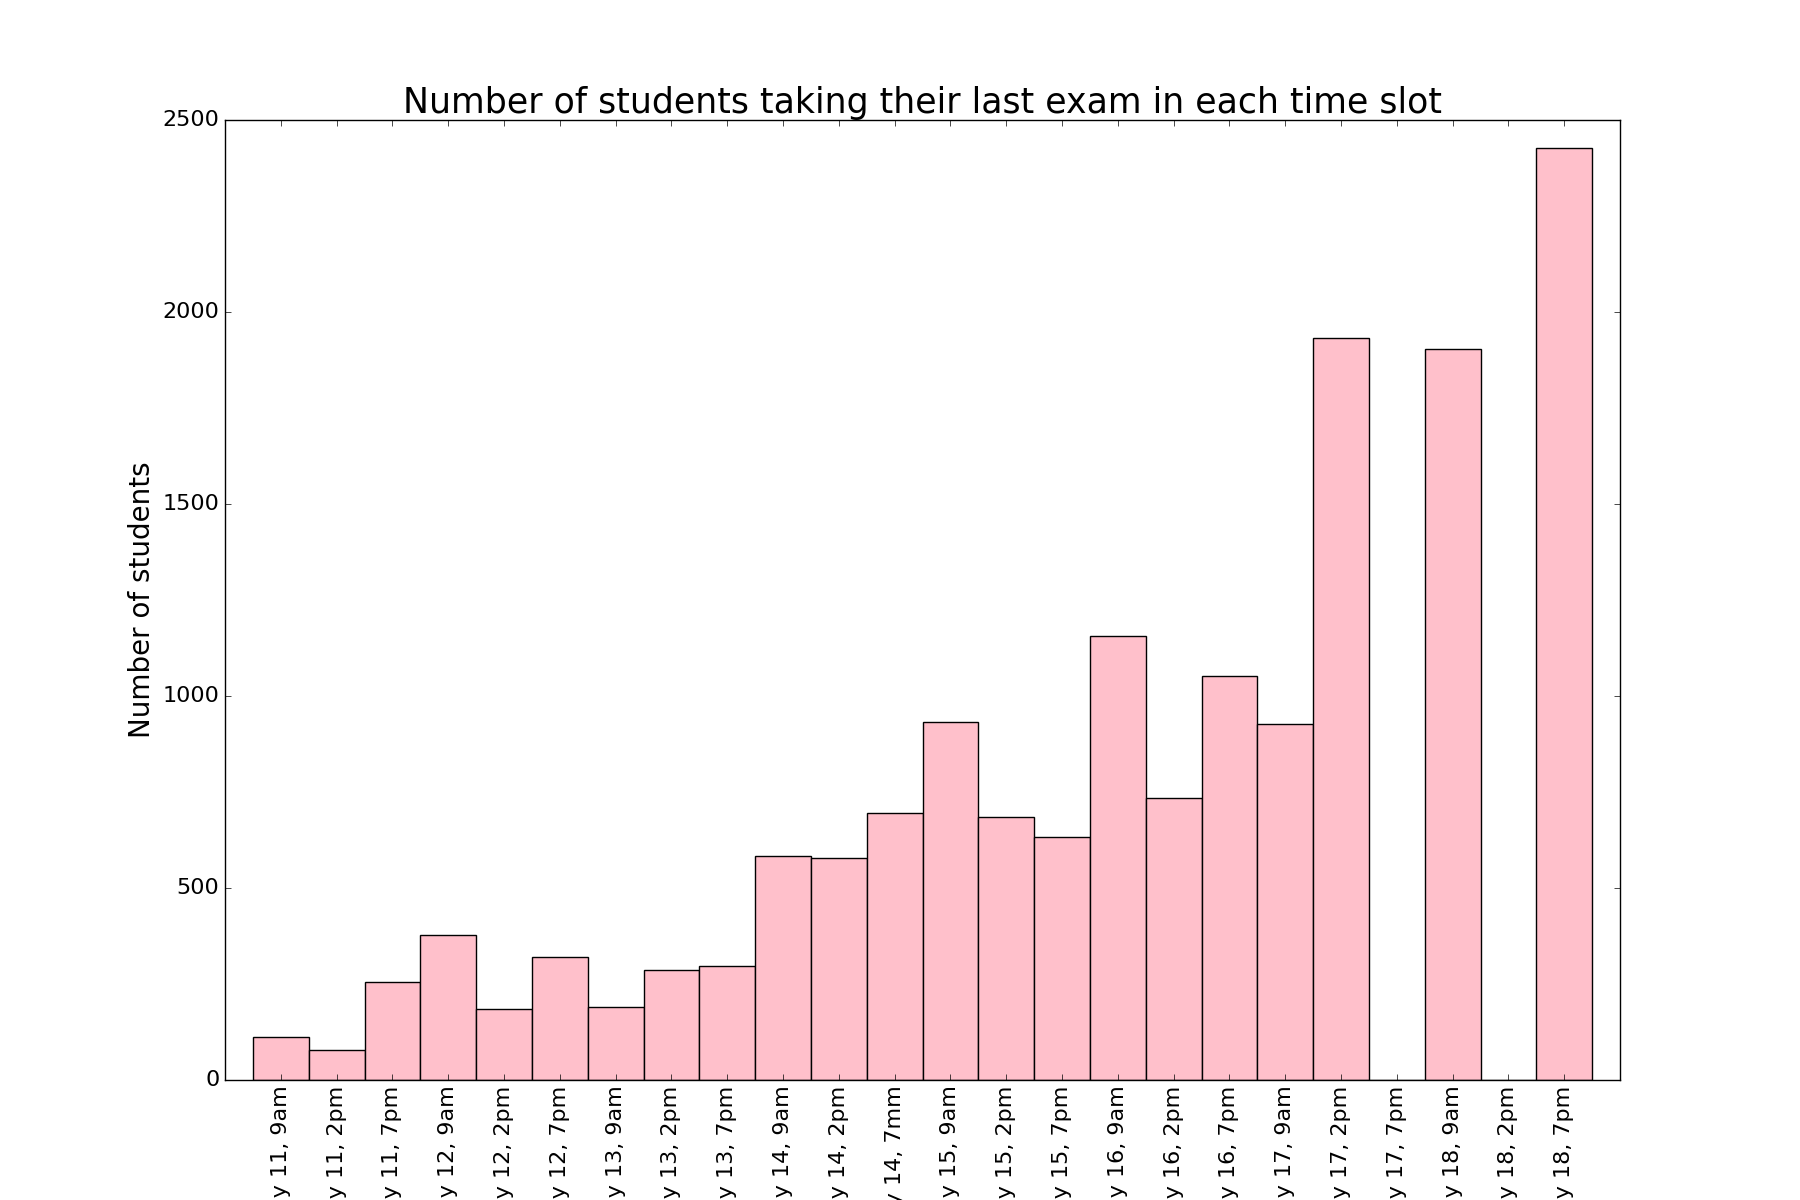 Number of students taking their last exam in each time slot
Number of students
2500
2000
1500
1000
500
0
y 11, 9am
y 11, 2pm
y 11, 7pm
y 12, 9am
y 12, 2pm
y 12, 7pm
y 13, 9am
y 13, 2pm
y 13, 7pm
y 14, 9am
y 14, 2pm
y 14, 7mm
y 15, 9am
y 15, 2pm
y 15, 7pm
y 16, 9am
y 16, 2pm
y 16, 7pm
y 17, 9am
y 17, 2pm
y 17, 7pm
y 18, 9am
y 18, 2pm
y 18, 7pm